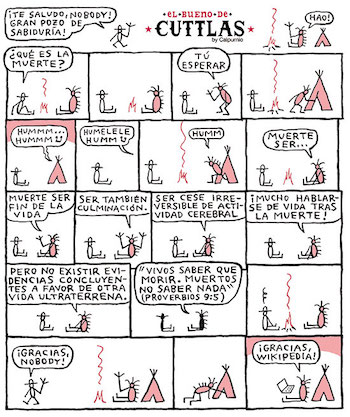 ¡TE SALUDO, NOBODY!
GRAN POZO DE
SABIDURÍA!
EL BUENO DE
CUTTLAS
by Calpurnio
¡HAO!
¿QUÉ ES LA
MUERTE?
TÚ
ESPERAR
HUMMM...
HUMMM
HUMELELE
HUMM
HUMM
MUERTE
SER...
MUERTE SER
FIN DE LA
VIDA
SER TAMBIÉN
CULMINACIÓN.
SER CESE IRRE-
VERSIBLE DE ACTI-
VIDAD CEREBRAL
¡MUCHO HABLAR-
SE DE VIDA TRAS
LA MUERTE!
PERO NO EXISTIR EVI-
DENCIAS CONCLUYEN-
TES A FAVOR DE OTRA
VIDA ULTRATERRENA.
"VIVOS SABER QUE
MORIR. MUERTOS
NO SABER NADA"
(PROVERBIOS 9:5)
¡GRACIAS,
NOBODY!
¡GRACIAS,
WIKIPEDIA!